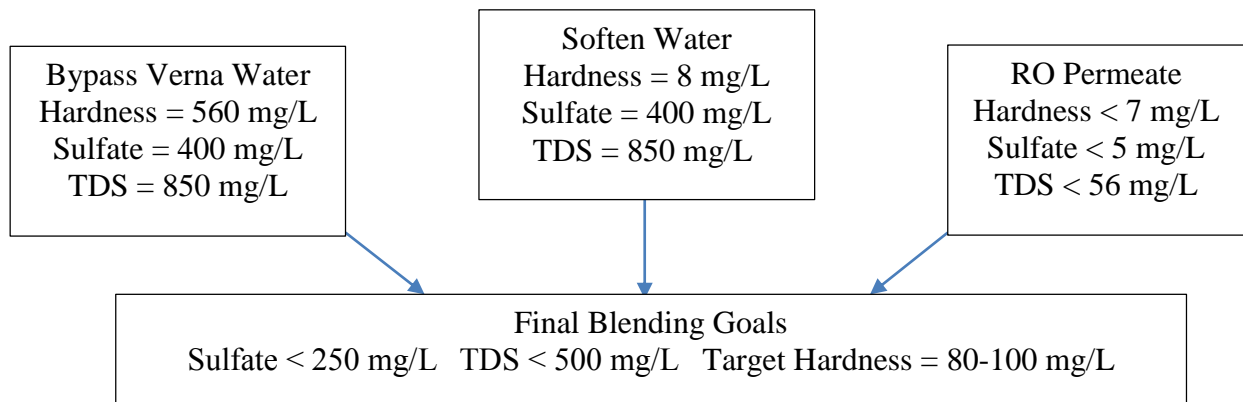 Bypass Verna Water
Hardness = 560 mg/L
Sulfate = 400 mg/L
TDS = 850 mg/L
Soften Water
Hardness = 8 mg/L
Sulfate = 400 mg/L
TDS = 850 mg/L
RO Permeate
Hardness < 7 mg/L
Sulfate < 5 mg/L
TDS < 56 mg/L
Final Blending Goals
Sulfate < 250 mg/L TDS < 500 mg/L Target Hardness = 80-100 mg/L